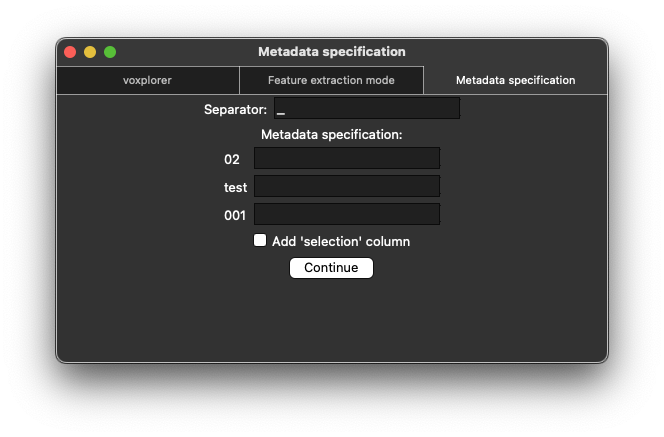 Metadata specification
voxplorer
Feature extraction mode
Metadata specification
Separator: _
Metadata specification:
02
test
001
Add 'selection' column
Continue